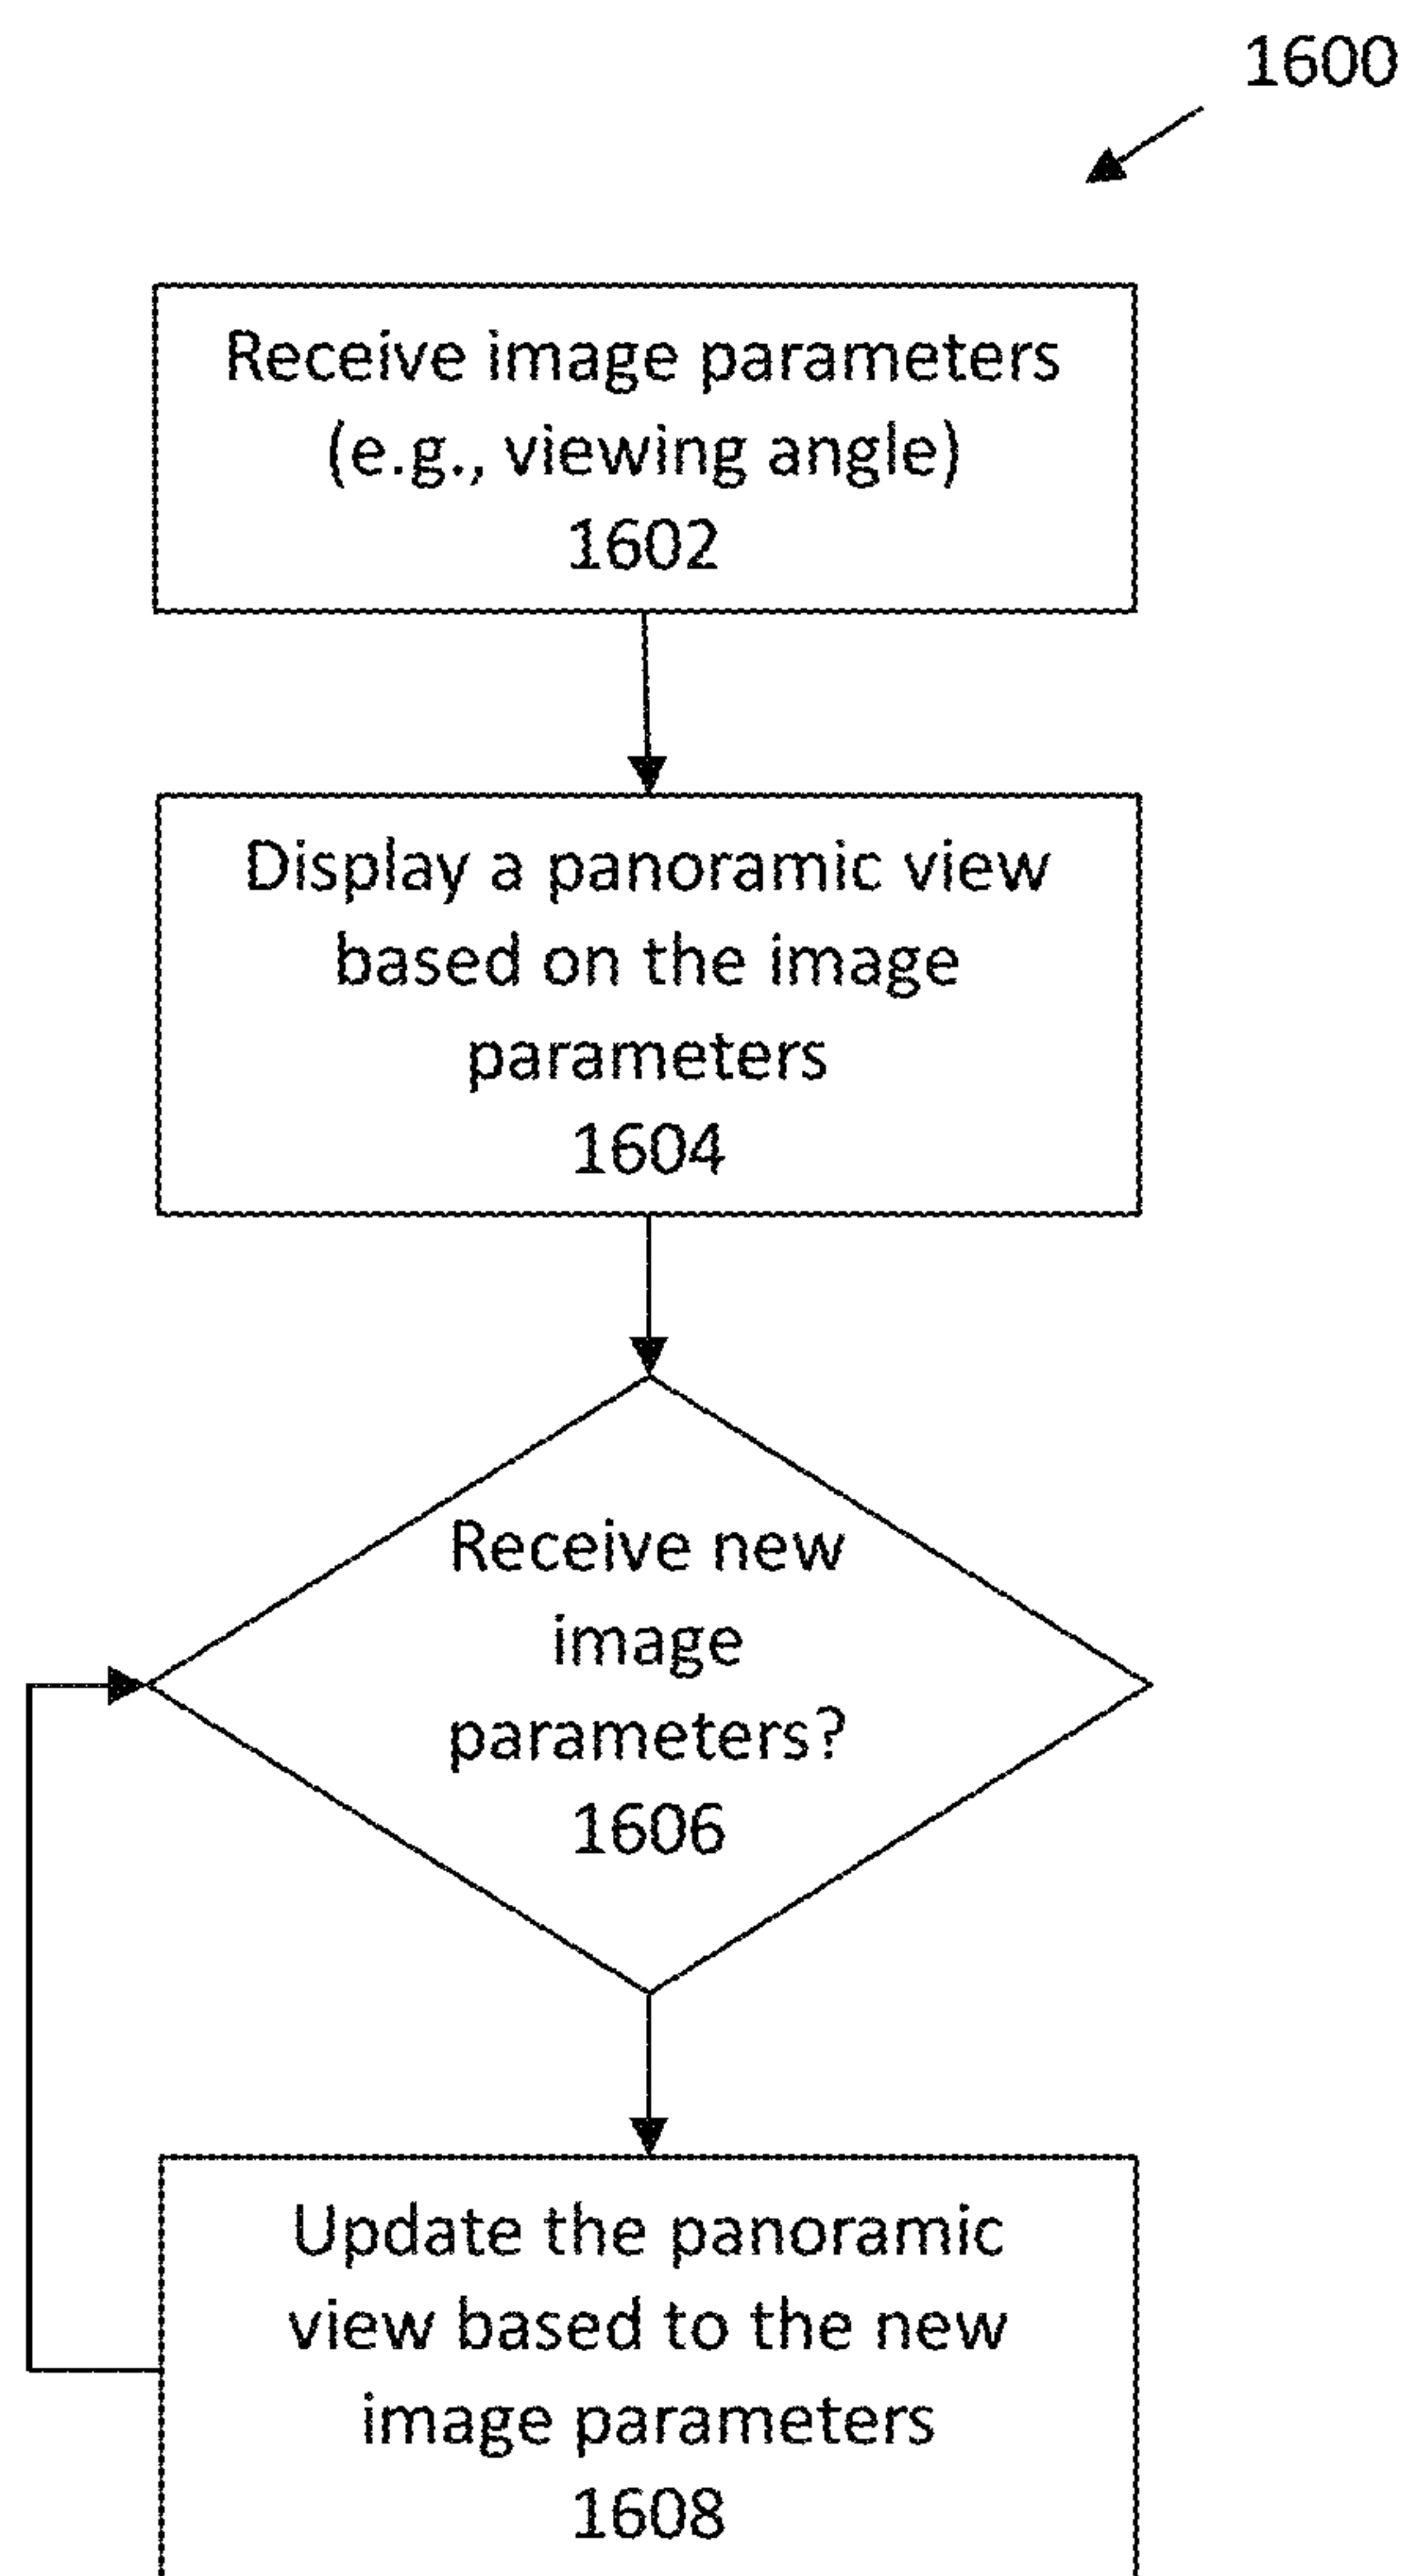 1600
Receive image parameters
(e.g., viewing angle)
1602
Display a panoramic view
based on the image
parameters
1604
Receive new
image
parameters?
1606
Update the panoramic
view based to the new
image parameters
1608